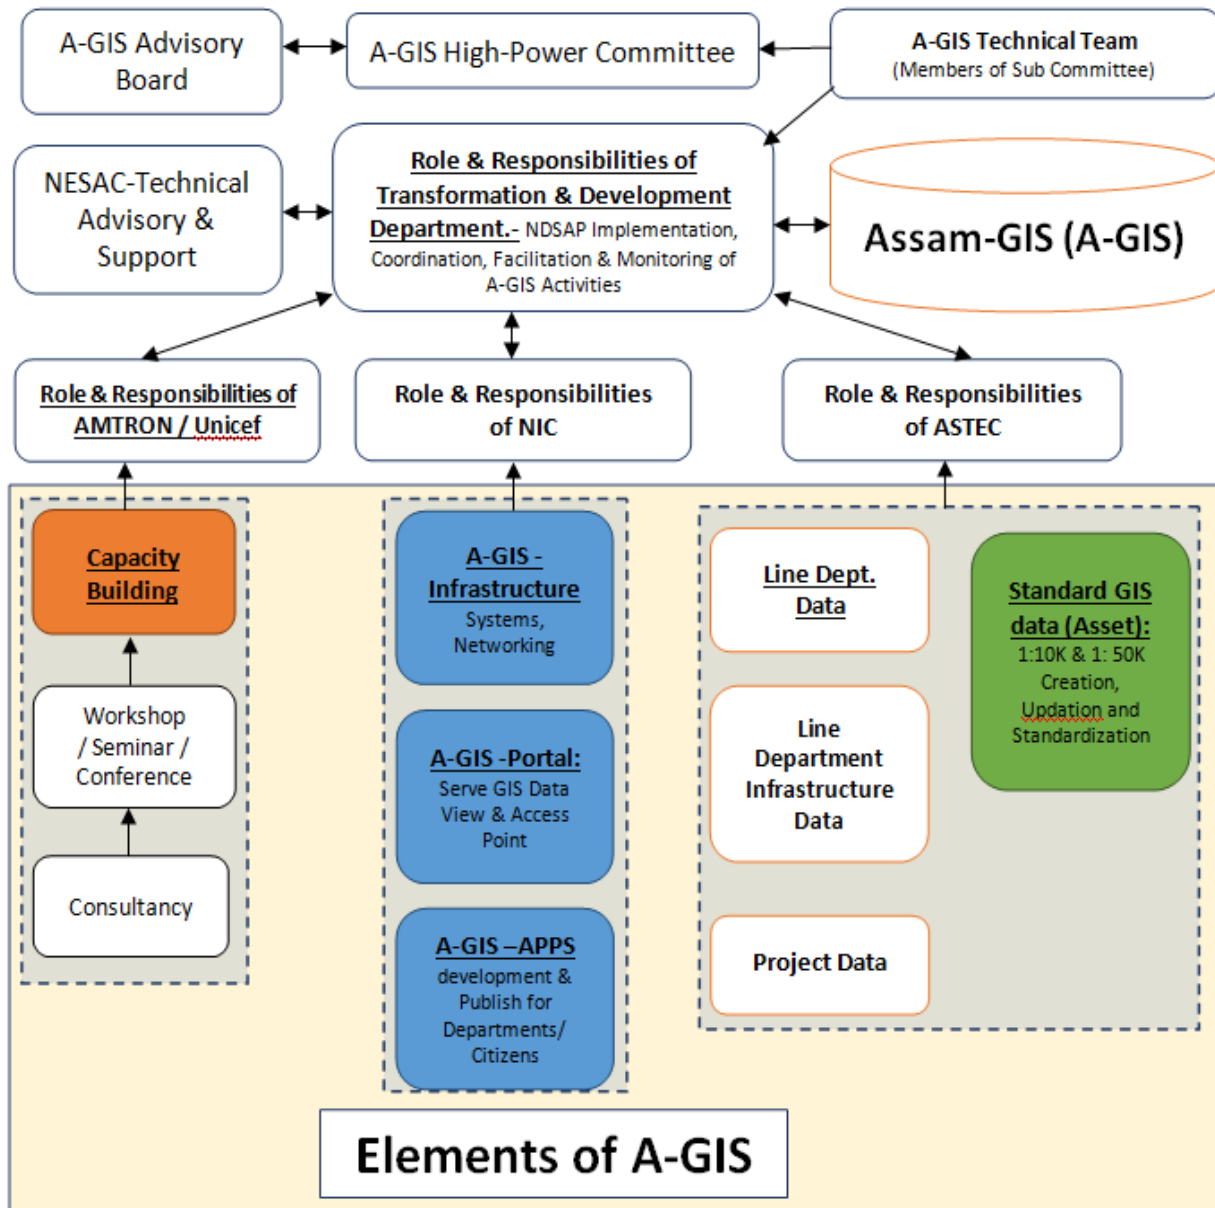 A-GIS Advisory
Board
A-GIS High-Power Committee
A-GIS Technical Team
(Members of Sub Committee)
NESAC-Technical
Advisory &
Support
Role & Responsibilities of
Transformation & Development
Department.- NDSAP Implementation,
Coordination, Facilitation & Monitoring of
A-GIS Activities
Assam-GIS (A-GIS)
Role & Responsibilities of
AMTRON / Unicef
Role & Responsibilities
of NIC
Role & Responsibilities
of ASTEC
Capacity
Building
Workshop
/ Seminar /
Conference
Consultancy
A-GIS -
Infrastructure
Systems,
Networking
A-GIS -Portal:
Serve GIS Data
View & Access
Point
A-GIS –APPS
development &
Publish for
Departments/
Citizens
Line Dept.
Data
Line
Department
Infrastructure
Data
Project Data
Standard GIS
data (Asset):
1:10K & 1: 50K
Creation,
Updation and
Standardization
Elements of A-GIS